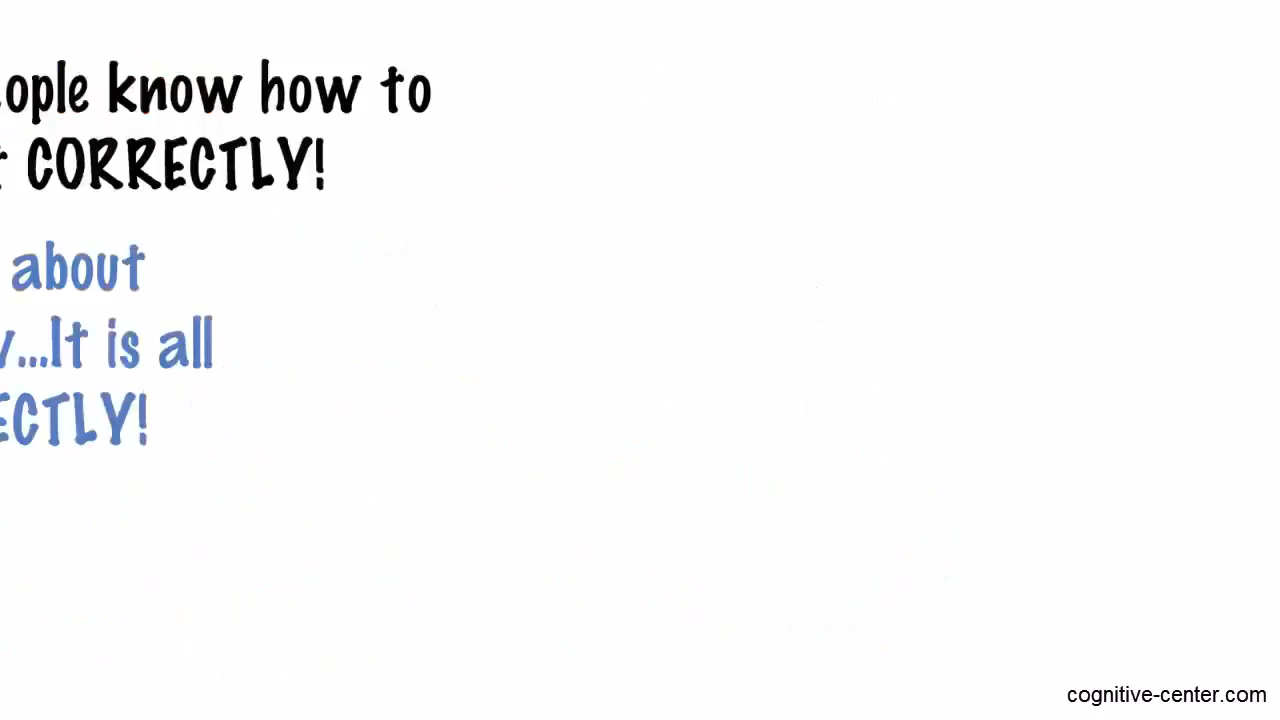 ople know how to
CORRECTLY!
about
...It is all
ECTLY!
cognitive-center.com